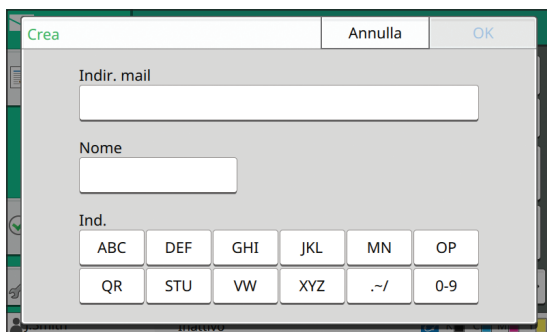 Crea Annulla OK
Indir. mail
Nome
Ind.
ABC DEF GHI JKL MN OP
QR STU VW XYZ .~/ 0-9